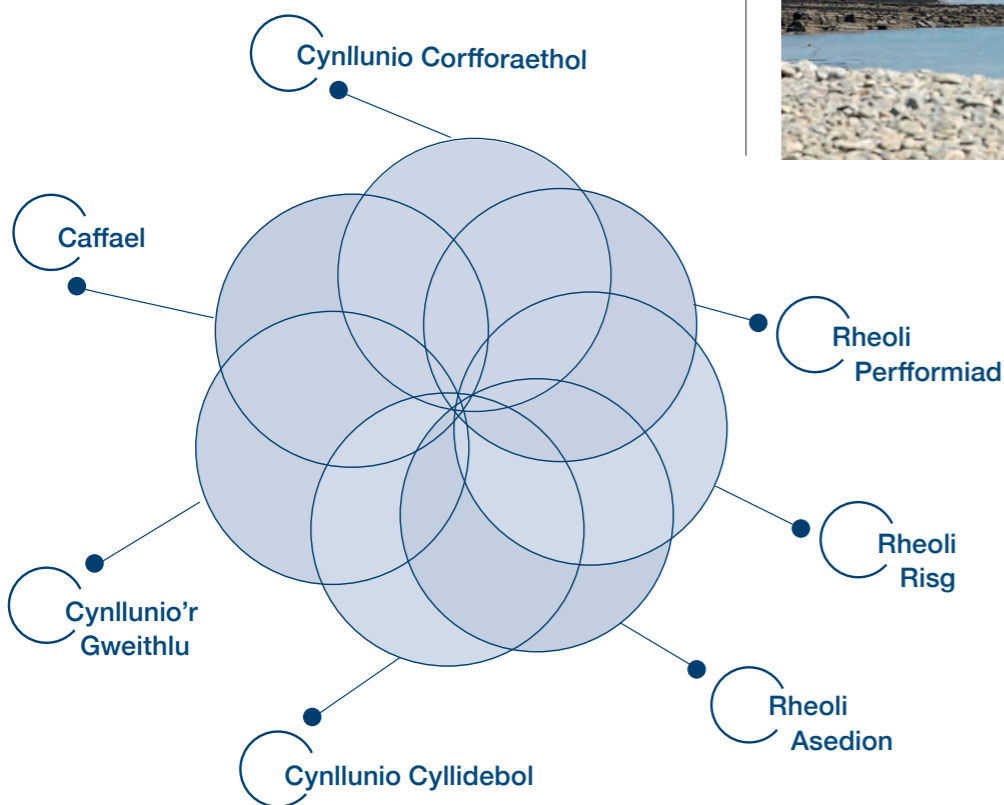 Cynllunio Corfforaethol
Caffael
Rheoli
Perfformiad
Rheoli
Risg
Cynllunio'r
Gweithlu
Rheoli
Asedion
Cynllunio Cyllidebol